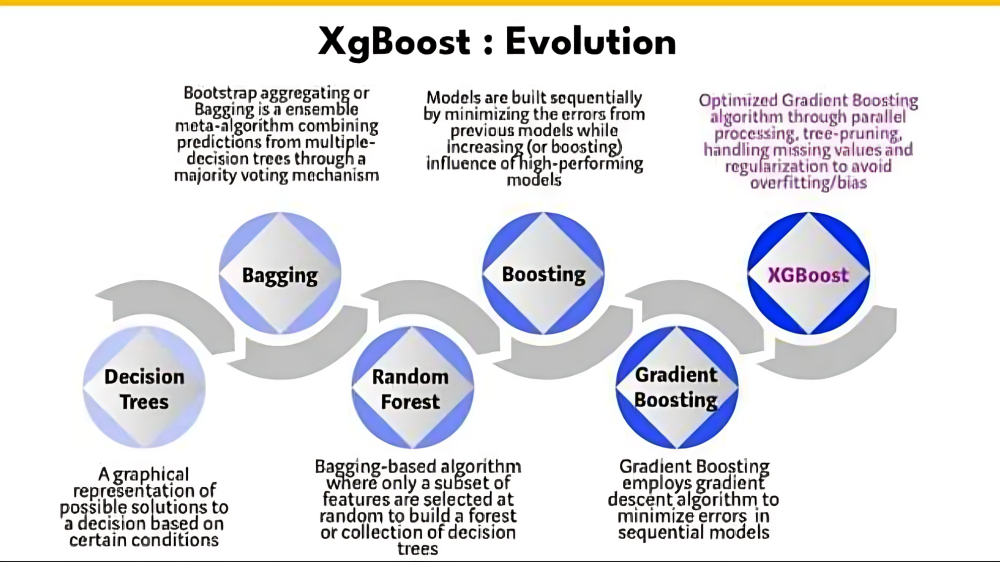 XgBoost : Evolution
Bootstrap aggregating or
Bagging is a ensemble
meta-algorithm combining
predictions from multiple-
decision trees through a
majority voting mechanism
Models are built sequentially
by minimizing the errors from
previous models while
increasing (or boosting)
influence of high-performing
models
Optimized Gradient Boosting
algorithm through parallel
processing, tree-pruning,
handling missing values and
regularization to avoid
overfitting/bias
Bagging
Boosting
XGBoost
Decision
Trees
Random
Forest
Gradient
Boosting
A graphical
representation of
possible solutions to
a decision based on
certain conditions
Bagging-based algorithm
where only a subset of
features are selected at
random to build a forest
or collection of decision
trees
Gradient Boosting
employs gradient
descent algorithm to
minimize errors in
sequential models